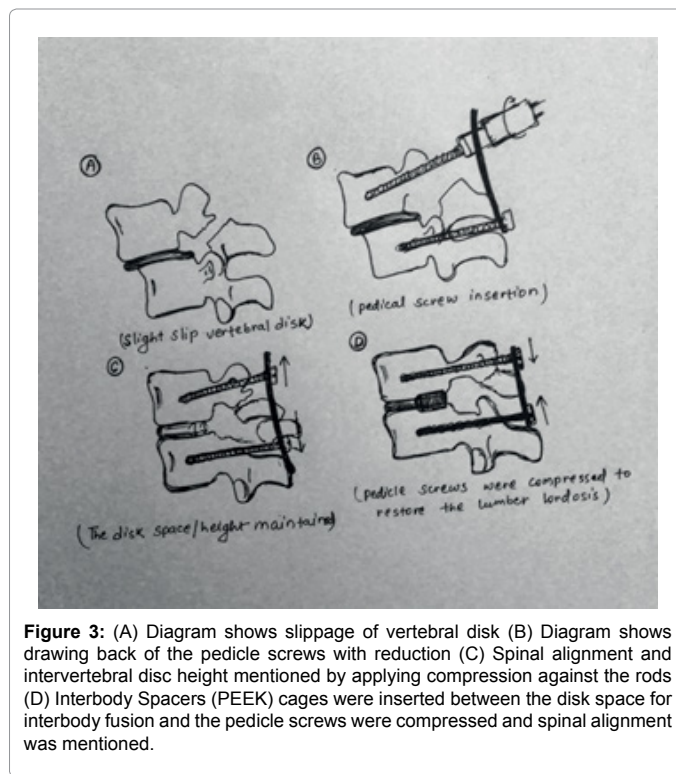 (A)
(Slight slip vertebral disk)
(B)
(pedical screw insertion)
(C)
(The disk space/height maintained)
(D)
(pedicle screws were compressed to
restore the lumber lordosis)
Figure 3: (A) Diagram shows slippage of vertebral disk (B) Diagram shows
drawing back of the pedicle screws with reduction (C) Spinal alignment and
intervertebral disc height mentioned by applying compression against the rods
(D) Interbody Spacers (PEEK) cages were inserted between the disk space for
interbody fusion and the pedicle screws were compressed and spinal alignment
was mentioned.